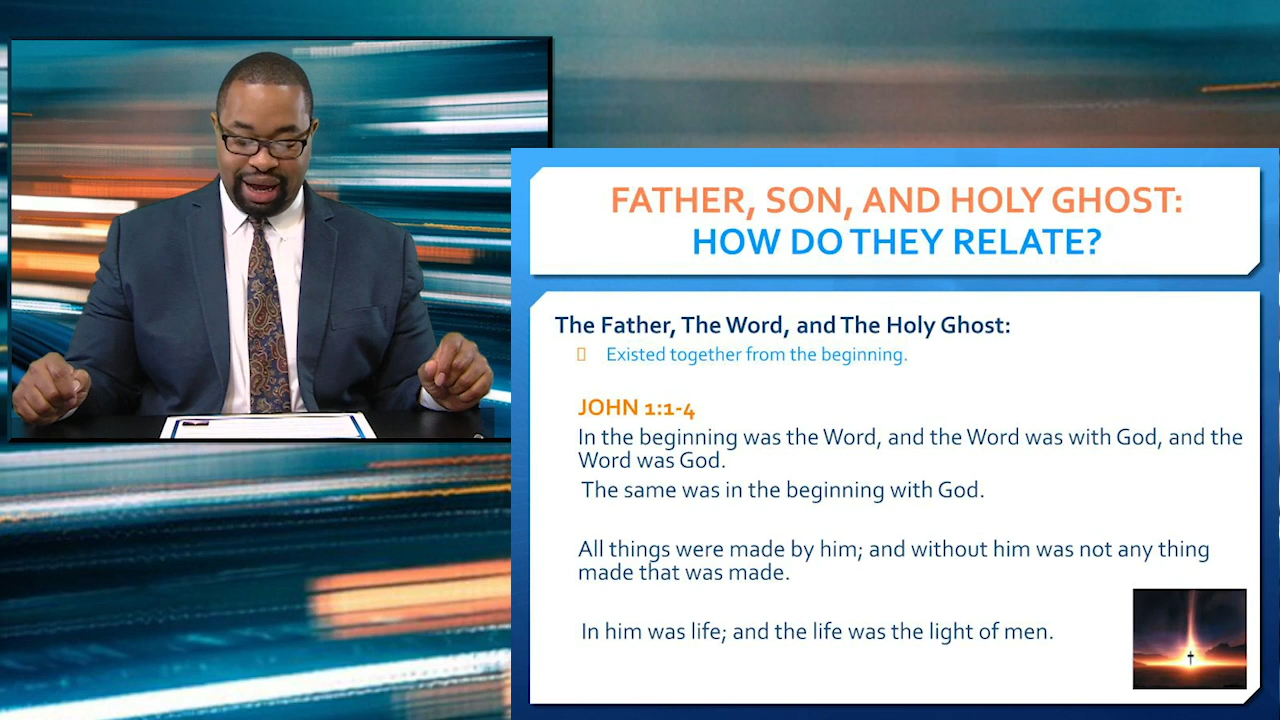 FATHER, SON, AND HOLY GHOST:
HOW DO THEY RELATE?
The Father, The Word, and The Holy Ghost:
Existed together from the beginning.
JOHN 1:1-4
In the beginning was the Word, and the Word was with God, and the
Word was God.
The same was in the beginning with God.
All things were made by him; and without him was not any thing
made that was made.
In him was life; and the life was the light of men.